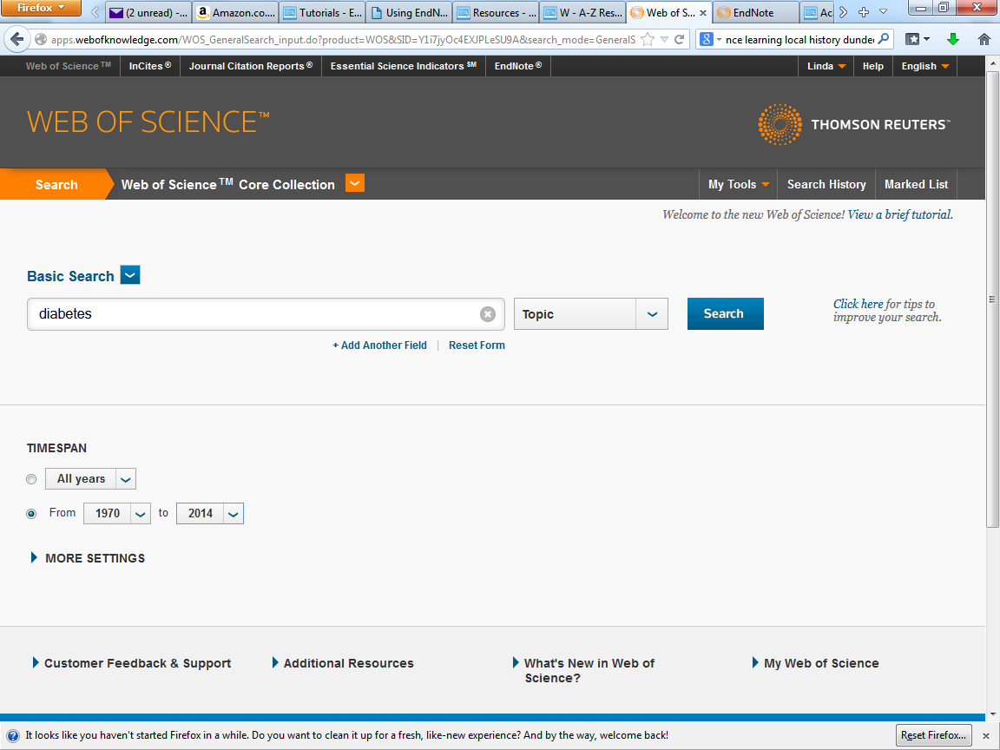 Firefox
(2 unread) -...
Amazon.co....
Tutorials - E...
Using EndN...
Resources - ...
W - A-Z Res...
Web of S...
EndNote
Ac
apps.webofknowledge.com/WOS_GeneralSearch_input.do?product=WOS&SID=Y1i7jyOc4EXJPLeSU9A&search_mode=GeneralS
nce learning local history dunde
Web of Science™ InCites® Journal Citation Reports® Essential Science Indicators℠ EndNote®
Linda Help English
WEB OF SCIENCE™
THOMSON REUTERS™
Search
Web of Science™ Core Collection
My Tools Search History Marked List
Welcome to the new Web of Science! View a brief tutorial.
Basic Search
diabetes
Topic
Search
Click here for tips to
improve your search.
+ Add Another Field | Reset Form
TIMESPAN
All years
From 1970 to 2014
MORE SETTINGS
Customer Feedback & Support
Additional Resources
What's New in Web of
Science?
My Web of Science
It looks like you haven't started Firefox in a while. Do you want to clean it up for a fresh, like-new experience? And by the way, welcome back!
Reset Firefox...